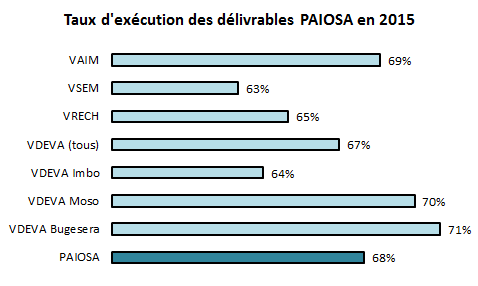 Taux d'exécution des délivrables PAIOSA en 2015
VAIM 69%
VSEM 63%
VRECH 65%
VDEVA (tous) 67%
VDEVA Imbo 64%
VDEVA Moso 70%
VDEVA Bugesera 71%
PAIOSA 68%